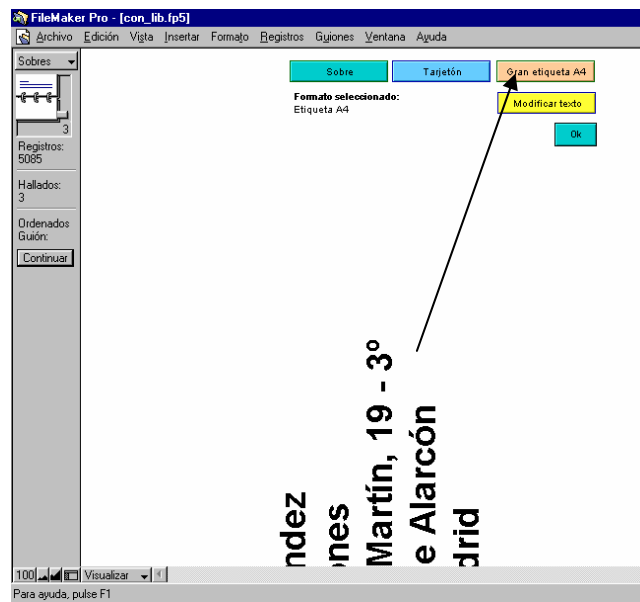 FileMaker Pro - [con_lib.fp5]
Archivo Edición Vista Insertar Formato Registros Guiones Ventana Ayuda
Sobres
3
Registros:
5085
Hallados:
3
Ordenados
Guión:
Continuar
Sobre Tarjetón Gran etiqueta A4
Formato seleccionado:
Etiqueta A4
Modificar texto
Ok
ndez
ones
Martín, 19 - 3º
e Alarcón
drid
100 Visualizar
Para ayuda, pulse F1